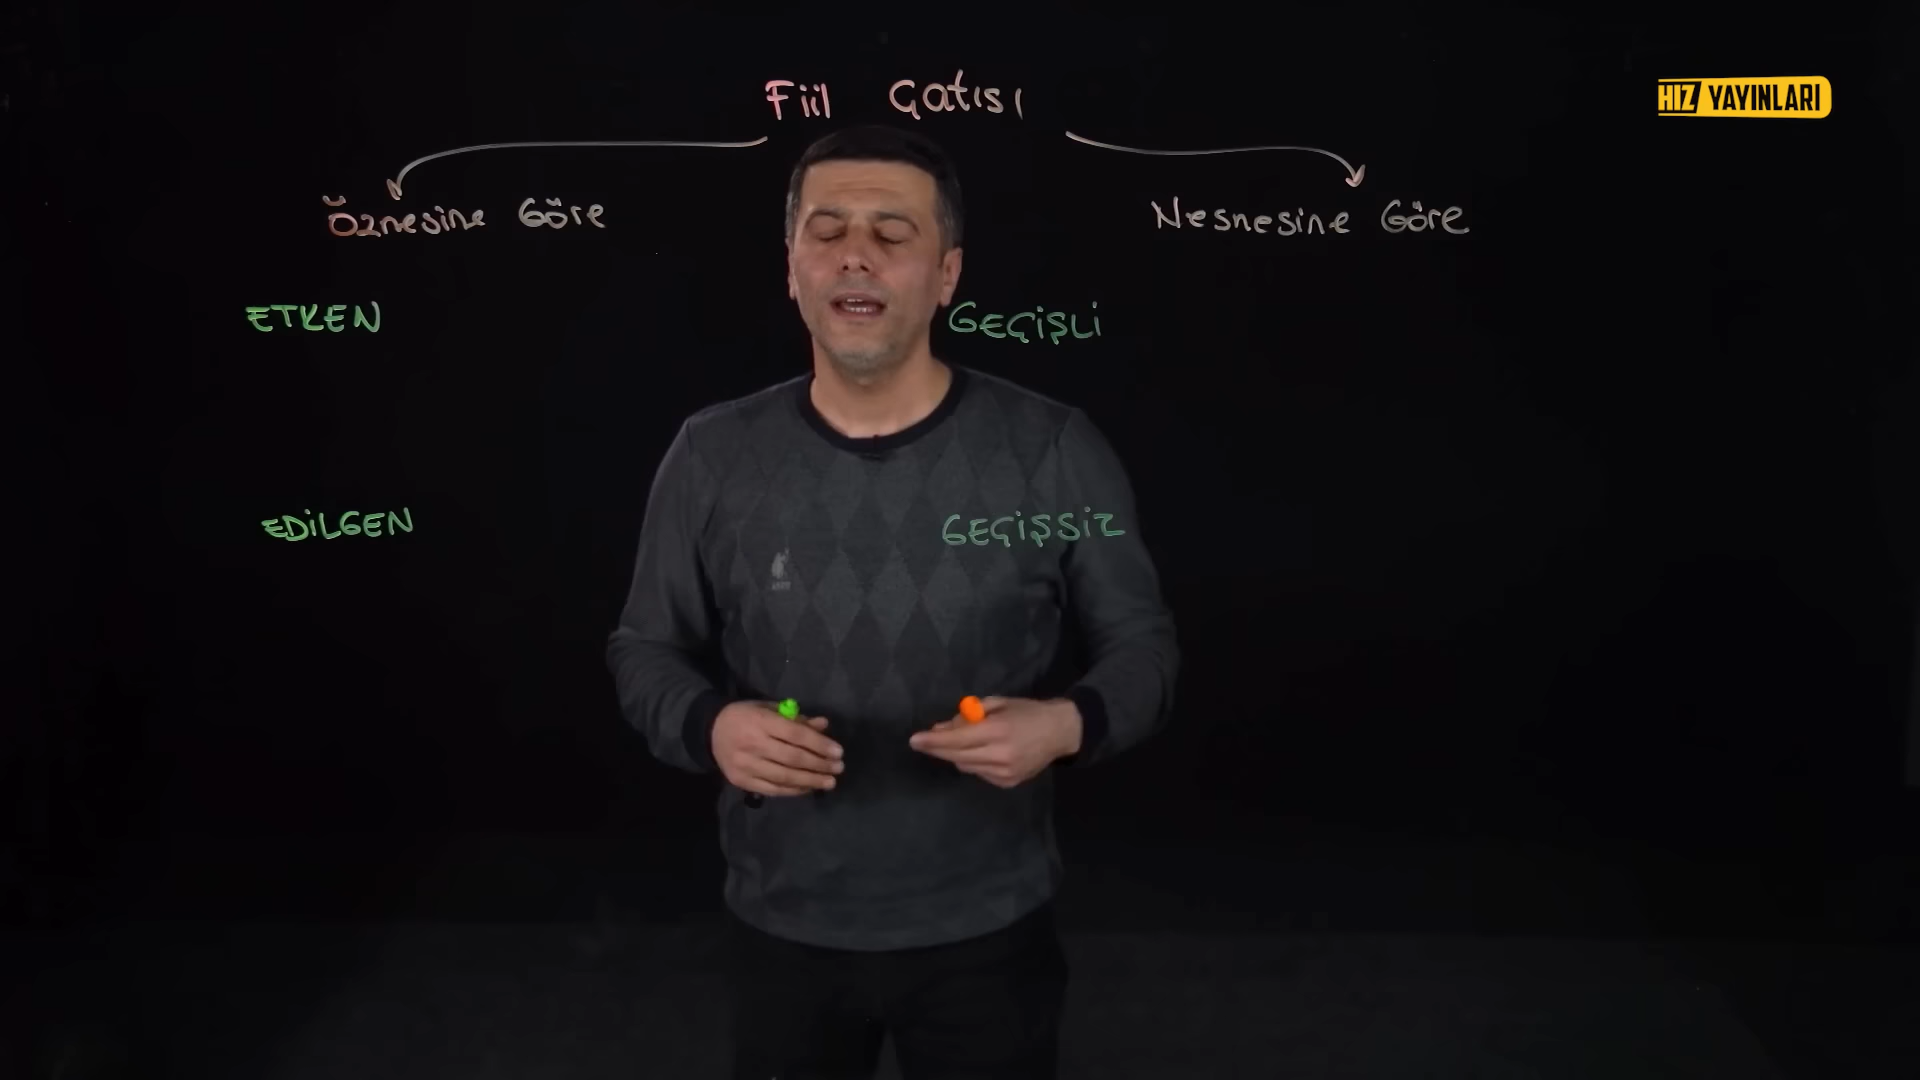 Fiil Çatısı
HIZ YAYINLARI
Öznesine Göre
Nesnesine Göre
ETKEN
GEÇİŞLİ
EDİLGEN
GEÇİŞSİZ